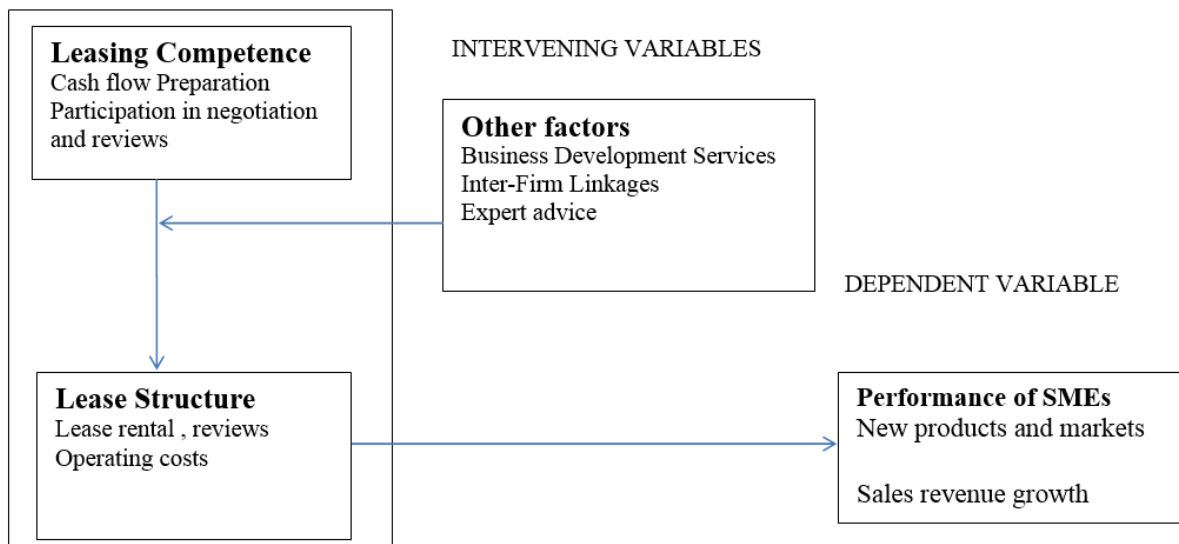 Leasing Competence
Cash flow Preparation
Participation in negotiation
and reviews
INTERVENING VARIABLES
Other factors
Business Development Services
Inter-Firm Linkages
Expert advice
DEPENDENT VARIABLE
Lease Structure
Lease rental , reviews
Operating costs
Performance of SMEs
New products and markets
Sales revenue growth